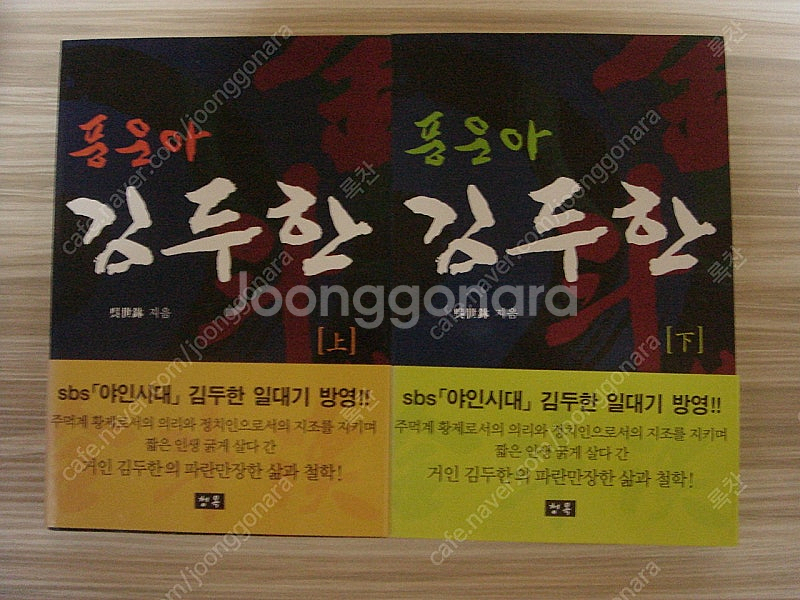 풍운아
김두한
지음
[上]
sbs「야인시대」 김두한 일대기 방영!!
주먹계 황제로서의 의리와 정치인으로서의 지조를 지키며
짧은 인생 굵게 살다 간
거인 김두한의 파란만장한 삶과 철학!
청목
풍운아
김두한
지음
[下]
sbs「야인시대」 김두한 일대기 방영!!
주먹계 황제로서의 의리와 정치인으로서의 지조를 지키며
짧은 인생 굵게 살다 간
거인 김두한의 파란만장한 삶과 철학!
청목
Joonggonara
cafe.naver.com/joonggonara
록찬